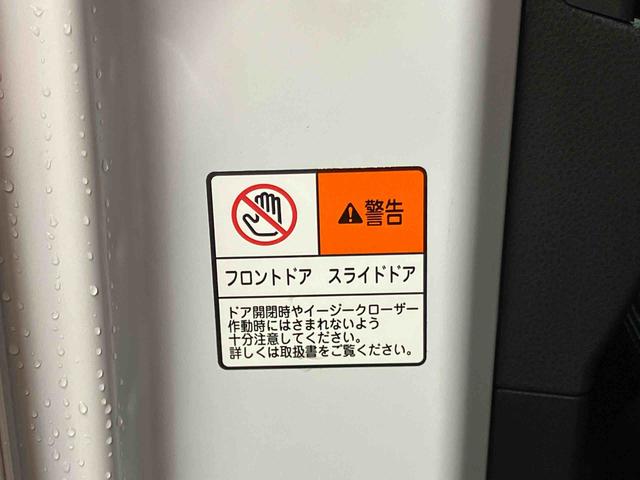 ⚠警告
フロントドア スライドドア
ドア開閉時やイージークローザー
作動時にはさまれないよう
十分注意してください。
詳しくは取扱書をご覧ください。